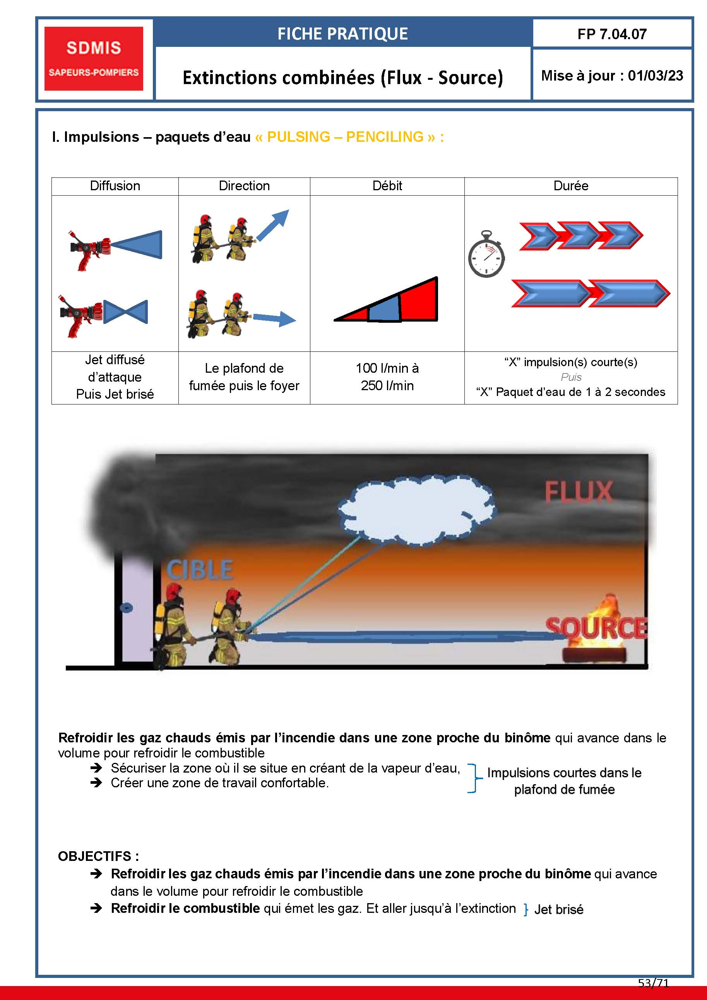 SDMIS
SAPEURS-POMPIERS
FICHE PRATIQUE
Extinctions combinées (Flux - Source)
FP 7.04.07
Mise à jour : 01/03/23
I. Impulsions – paquets d’eau « PULSING – PENCILING » :
Diffusion
Direction
Débit
Durée
Jet diffusé
d’attaque
Puis Jet brisé
Le plafond de
fumée puis le foyer
100 l/min à
250 l/min
“X” impulsion(s) courte(s)
Puis
“X” Paquet d’eau de 1 à 2 secondes
FLUX
CIBLE
SOURCE
Refroidir les gaz chauds émis par l’incendie dans une zone proche du binôme qui avance dans le
volume pour refroidir le combustible
➔ Sécuriser la zone où il se situe en créant de la vapeur d’eau,
➔ Créer une zone de travail confortable.
Impulsions courtes dans le
plafond de fumée
OBJECTIFS :
➔ Refroidir les gaz chauds émis par l’incendie dans une zone proche du binôme qui avance
dans le volume pour refroidir le combustible
➔ Refroidir le combustible qui émet les gaz. Et aller jusqu’à l’extinction } Jet brisé
53/71